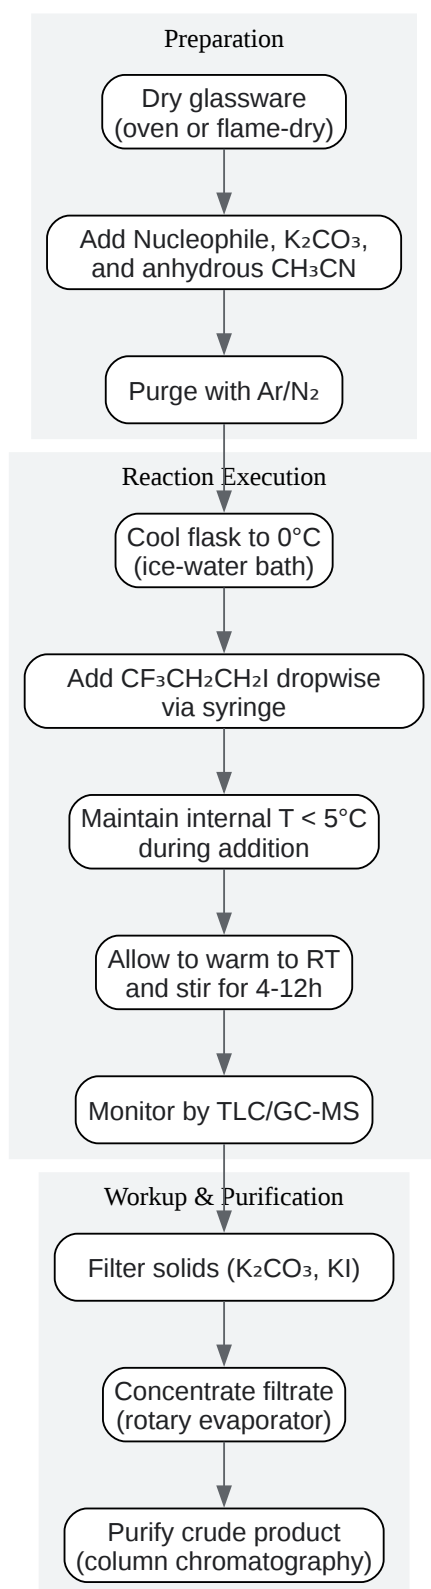 Preparation
Dry glassware
(oven or flame-dry)
Add Nucleophile, K₂CO₃,
and anhydrous CH₃CN
Purge with Ar/N₂
Reaction Execution
Cool flask to 0°C
(ice-water bath)
Add CF₃CH₂CH₂I dropwise
via syringe
Maintain internal T < 5°C
during addition
Allow to warm to RT
and stir for 4-12h
Monitor by TLC/GC-MS
Workup & Purification
Filter solids (K₂CO₃, KI)
Concentrate filtrate
(rotary evaporator)
Purify crude product
(column chromatography)